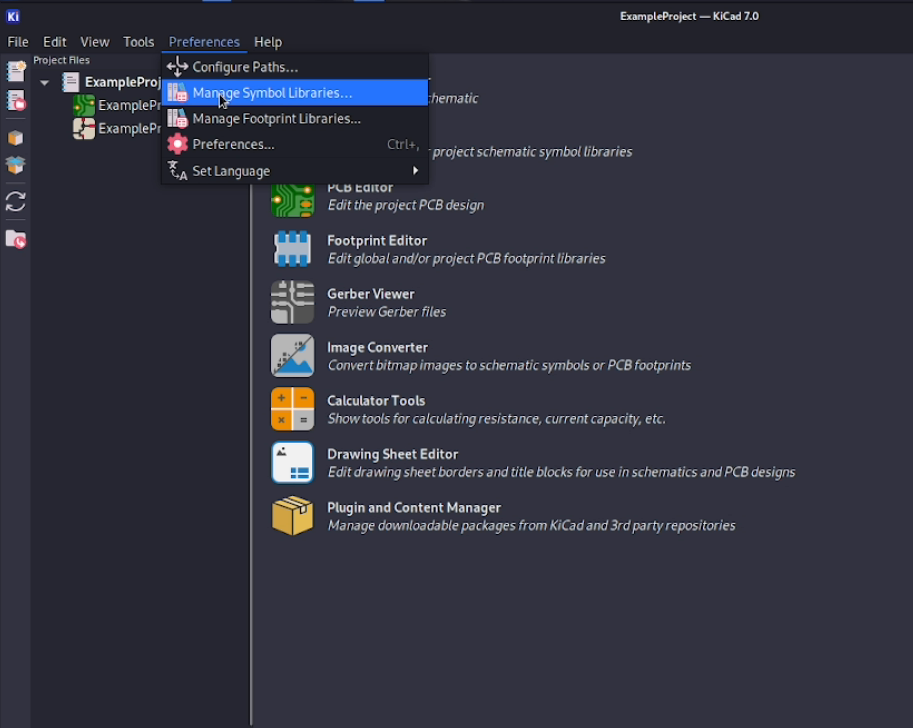 Ki
ExampleProject — KiCad 7.0
File Edit View Tools Preferences Help
Project Files
ExampleProj
ExamplePr
ExamplePr
Configure Paths...
Manage Symbol Libraries...
Manage Footprint Libraries...
Preferences... Ctrl+,
Set Language
chematic
project schematic symbol libraries
PCB Editor
Edit the project PCB design
Footprint Editor
Edit global and/or project PCB footprint libraries
Gerber Viewer
Preview Gerber files
Image Converter
Convert bitmap images to schematic symbols or PCB footprints
Calculator Tools
Show tools for calculating resistance, current capacity, etc.
Drawing Sheet Editor
Edit drawing sheet borders and title blocks for use in schematics and PCB designs
Plugin and Content Manager
Manage downloadable packages from KiCad and 3rd party repositories